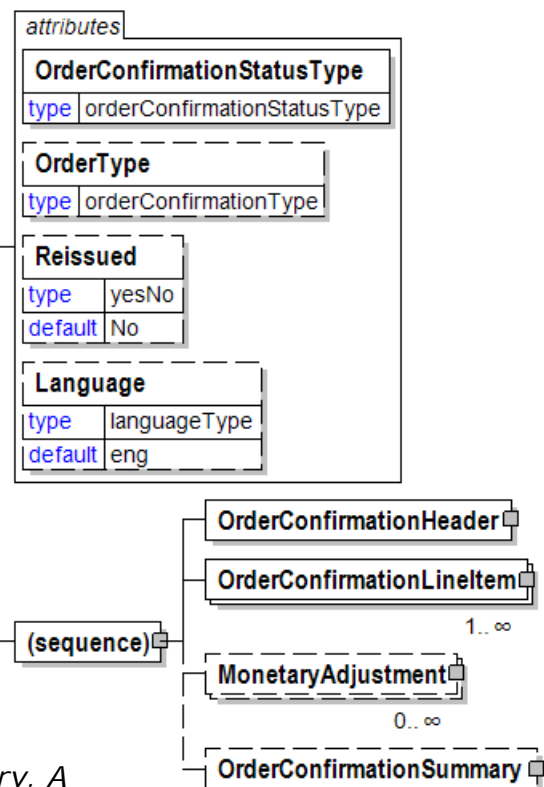 attributes
OrderConfirmationStatusType
type orderConfirmationStatusType
OrderType
type orderConfirmationType
Reissued
type yesNo
default No
Language
type languageType
default eng
OrderConfirmationHeader
OrderConfirmationLineItem
1.. ∞
(sequence)
MonetaryAdjustment
0.. ∞
OrderConfirmationSummary
ry. A